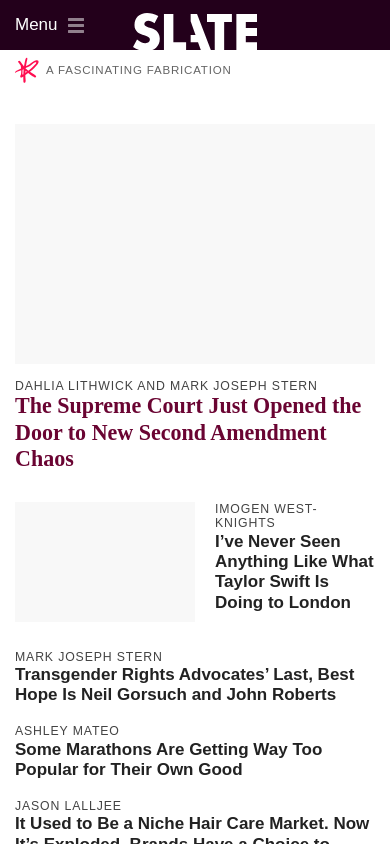 Menu
SLATE
A FASCINATING FABRICATION
DAHLIA LITHWICK AND MARK JOSEPH STERN
The Supreme Court Just Opened the
Door to New Second Amendment
Chaos
IMOGEN WEST-
KNIGHTS
I’ve Never Seen
Anything Like What
Taylor Swift Is
Doing to London
MARK JOSEPH STERN
Transgender Rights Advocates’ Last, Best
Hope Is Neil Gorsuch and John Roberts
ASHLEY MATEO
Some Marathons Are Getting Way Too
Popular for Their Own Good
JASON LALLJEE
It Used to Be a Niche Hair Care Market. Now
It’s Exploded. Brands Have a Choice to